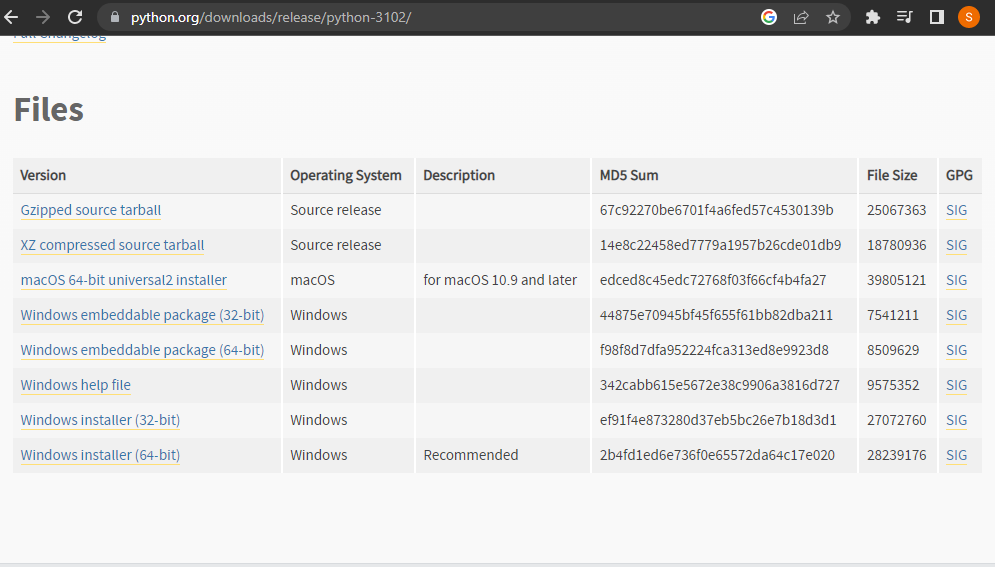 python.org/downloads/release/python-3102/
S
Full Changelog
Files
Version Operating System Description MD5 Sum File Size GPG
Gzipped source tarball Source release 67c92270be6701f4a6fed57c4530139b 25067363 SIG
XZ compressed source tarball Source release 14e8c22458ed7779a1957b26cde01db9 18780936 SIG
macOS 64-bit universal2 installer macOS for macOS 10.9 and later edced8c45edc72768f03f66cf4b4fa27 39805121 SIG
Windows embeddable package (32-bit) Windows 44875e70945bf45f655f61bb82dba211 7541211 SIG
Windows embeddable package (64-bit) Windows f98f8d7dfa952224fca313ed8e9923d8 8509629 SIG
Windows help file Windows 342cabb615e5672e38c9906a3816d727 9575352 SIG
Windows installer (32-bit) Windows ef91f4e873280d37eb5bc26e7b18d3d1 27072760 SIG
Windows installer (64-bit) Windows Recommended 2b4fd1ed6e736f0e65572da64c17e020 28239176 SIG